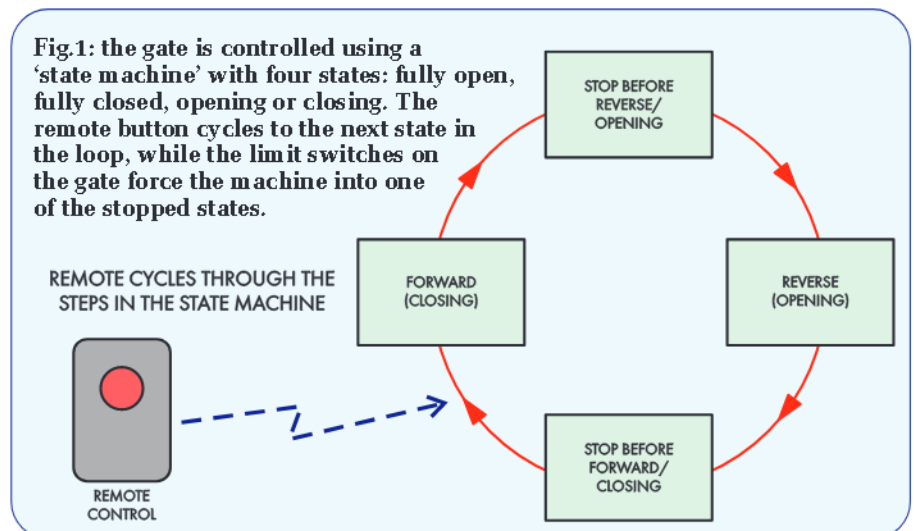 Fig.1: the gate is controlled using a
‘state machine’ with four states: fully open,
fully closed, opening or closing. The
remote button cycles to the next state in
the loop, while the limit switches on
the gate force the machine into one
of the stopped states.
STOP BEFORE
REVERSE/
OPENING
REMOTE CYCLES THROUGH THE
STEPS IN THE STATE MACHINE
FORWARD
(CLOSING)
REVERSE
(OPENING)
STOP BEFORE
FORWARD/
CLOSING
REMOTE
CONTROL